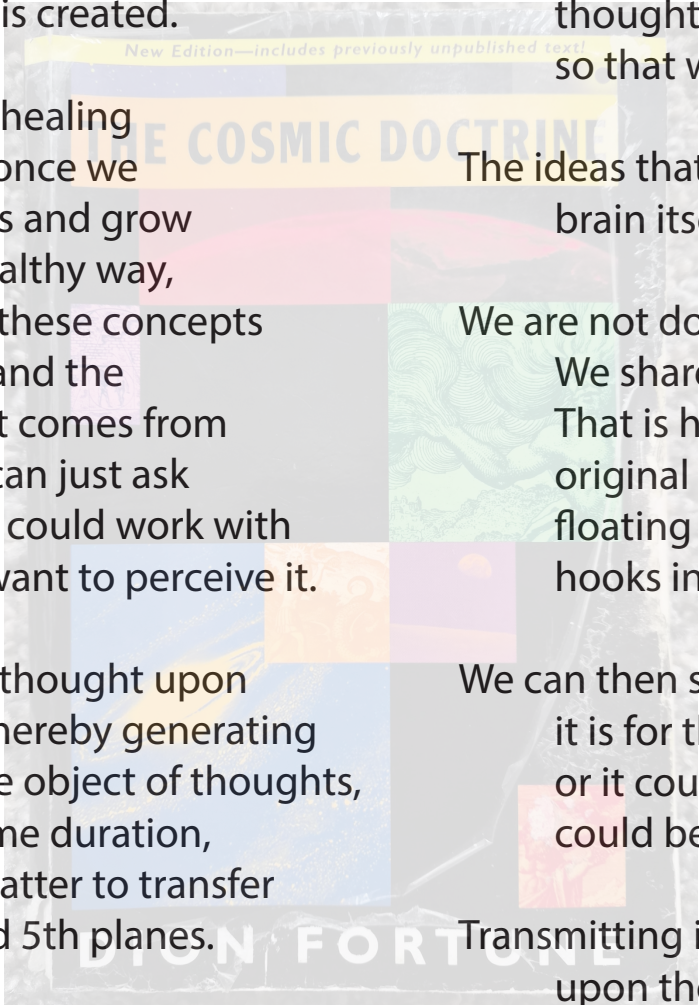 New Edition—includes previously unpublished text!
THE COSMIC DOCTRINE
DION FORTUNE
is created.
healing
once we
s and grow
althy way,
these concepts
and the
t comes from
can just ask
could work with
want to perceive it.
thought upon
hereby generating
e object of thoughts,
me duration,
atter to transfer
d 5th planes.
thought
so that w
The ideas that
brain its
We are not do
We share
That is h
original
floating
hooks in
We can then s
it is for th
or it cou
could be
Transmitting i
upon the